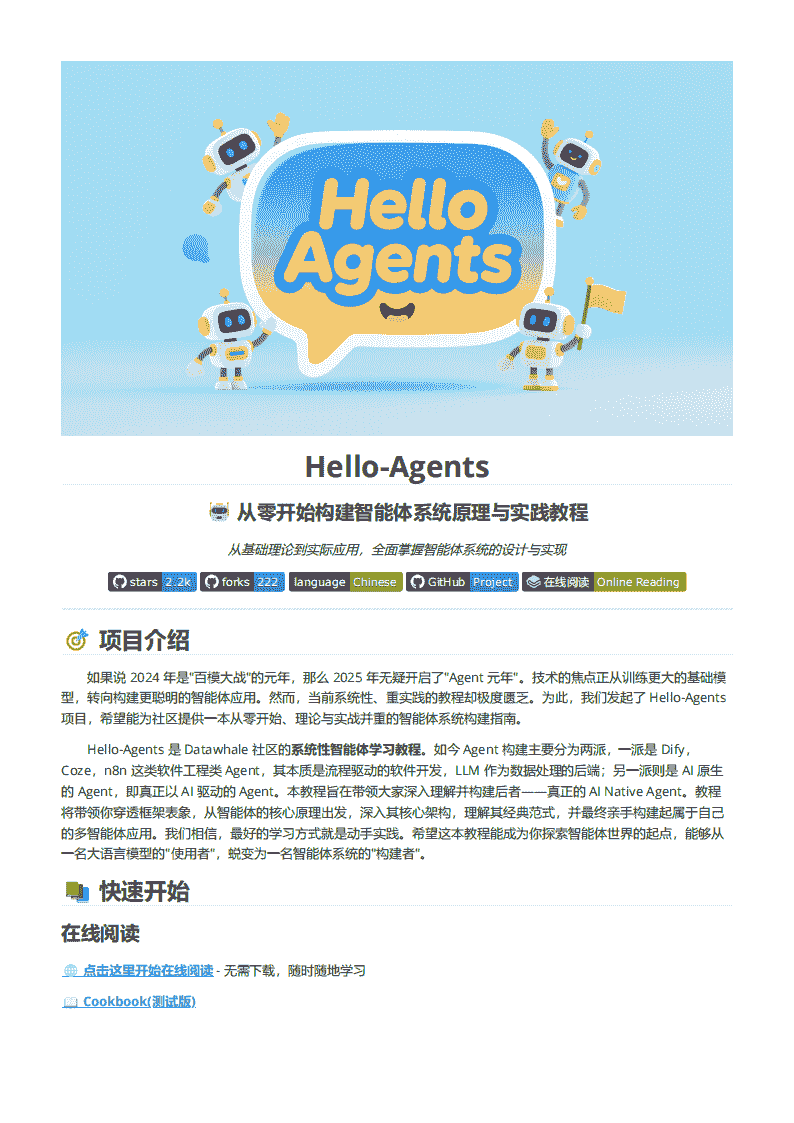 Hello
Agents
Hello-Agents
从零开始构建智能体系统原理与实践教程
从基础理论到实际应用，全面掌握智能体系统的设计与实现
stars 2.2k forks 222 language Chinese GitHub Project 在线阅读 Online Reading
项目介绍
如果说 2024 年是"百模大战"的元年，那么 2025 年无疑开启了"Agent 元年"。技术的焦点正从训练更大的基础模
型，转向构建更聪明的智能体应用。然而，当前系统性、重实践的教程却极度匮乏。为此，我们发起了 Hello-Agents
项目，希望能为社区提供一本从零开始、理论与实战并重的智能体系统构建指南。
Hello-Agents 是 Datawhale 社区的系统性智能体学习教程。如今 Agent 构建主要分为两派，一派是 Dify，
Coze，n8n 这类软件工程类 Agent，其本质是流程驱动的软件开发，LLM 作为数据处理的后端；另一派则是 AI 原生
的 Agent，即真正以 AI 驱动的 Agent。本教程旨在带领大家深入理解并构建后者——真正的 AI Native Agent。教程
将带领你穿透框架表象，从智能体的核心原理出发，深入其核心架构，理解其经典范式，并最终亲手构建起属于自己
的多智能体应用。我们相信，最好的学习方式就是动手实践。希望这本教程能成为你探索智能体世界的起点，能够从
一名大语言模型的"使用者"，蜕变为一名智能体系统的"构建者"。
快速开始
在线阅读
点击这里开始在线阅读 - 无需下载，随时随地学习
Cookbook(测试版)